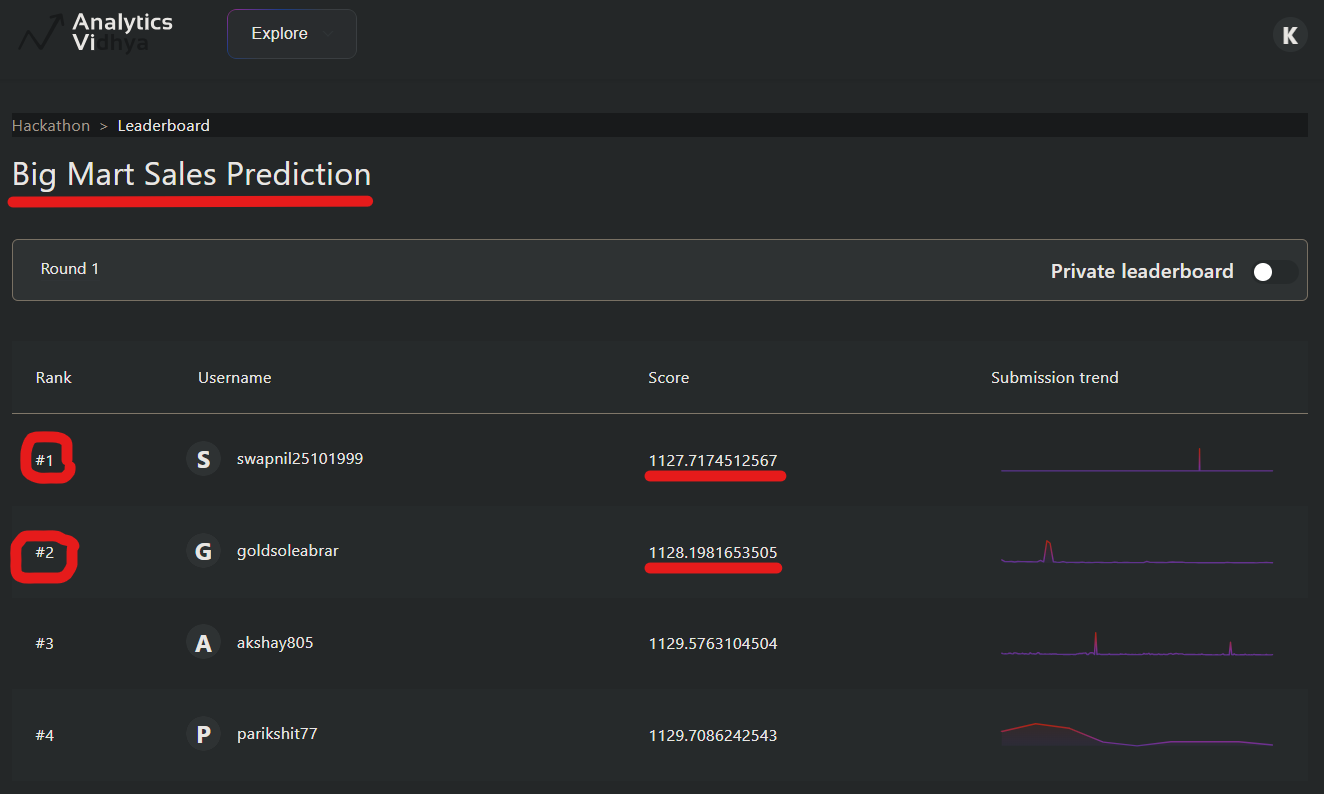 Analytics
Vidhya
Explore
K
Hackathon > Leaderboard
Big Mart Sales Prediction
Round 1
Private leaderboard
Rank Username Score Submission trend
#1 S swapnil25101999 1127.7174512567
#2 G goldsoleabrar 1128.1981653505
#3 A akshay805 1129.5763104504
#4 P parikshit77 1129.7086242543